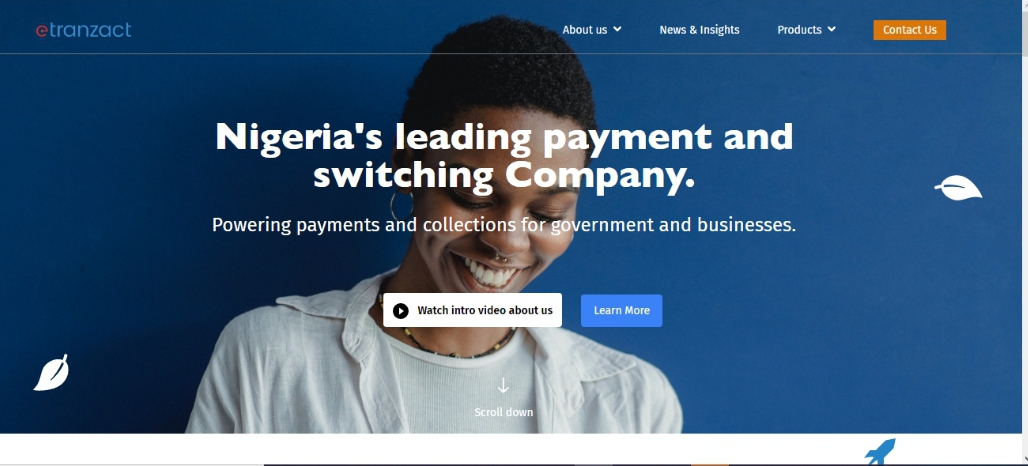 etranzact
About us
News & Insights
Products
Contact Us
Nigeria's leading payment and
switching Company.
Powering payments and collections for government and businesses.
Watch intro video about us
Learn More
Scroll down